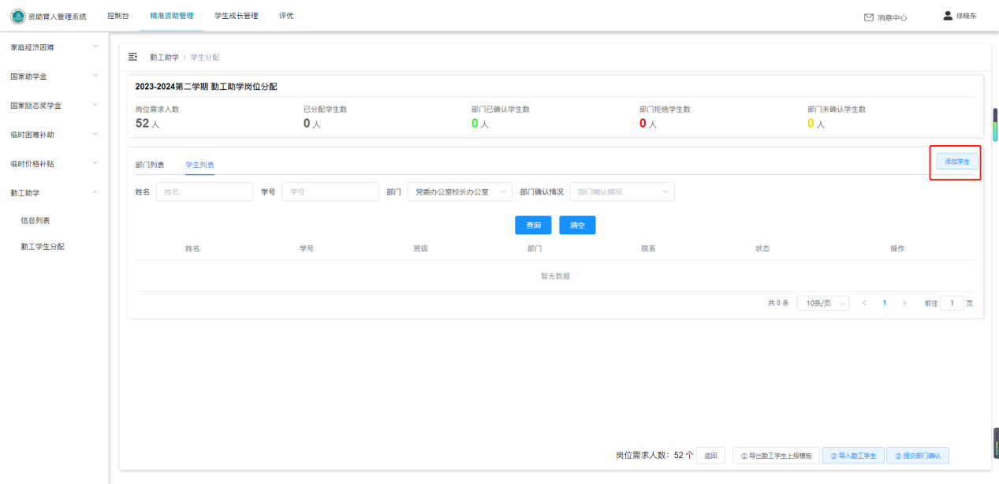 资助育人管理系统 控制台 精准资助管理 学生成长管理 评优 消息中心 徐晓东
家庭经济困难
国家助学金
国家励志奖学金
临时困难补助
临时价格补贴
勤工助学
信息列表
勤工学生分配
勤工助学 / 学生分配
2023-2024第二学期 勤工助学岗位分配
岗位需求人数 已分配学生数 部门已确认学生数 部门拒绝学生数 部门未确认学生数
52 人 0 人 0 人 0 人 0 人
添加学生
部门列表 学生列表
姓名 姓名 学号 学号 部门 党委办公室校长办公室 部门确认情况 部门确认情况
查询 清空
姓名 学号 班级 部门 院系 状态 操作
暂无数据
共 0 条 10条/页 < 1 > 前往 1 页
岗位需求人数：52 个 返回 ① 导出勤工学生上报模板 ② 导入勤工学生 ③ 提交部门确认